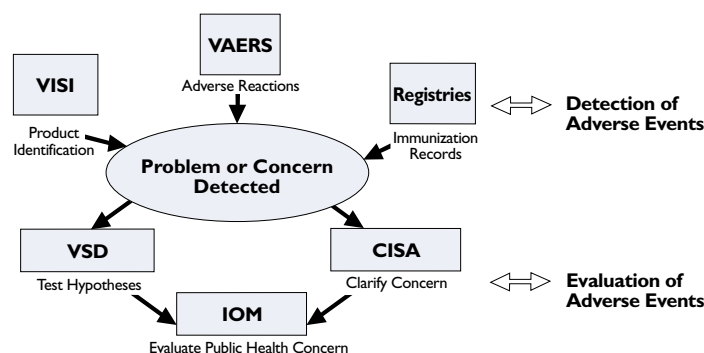 VAERS
Adverse Reactions
VISI
Product
Identification
Registries
Immunization
Records
Detection of
Adverse Events
Problem or Concern
Detected
VSD
Test Hypotheses
CISA
Clarify Concern
Evaluation of
Adverse Events
IOM
Evaluate Public Health Concern